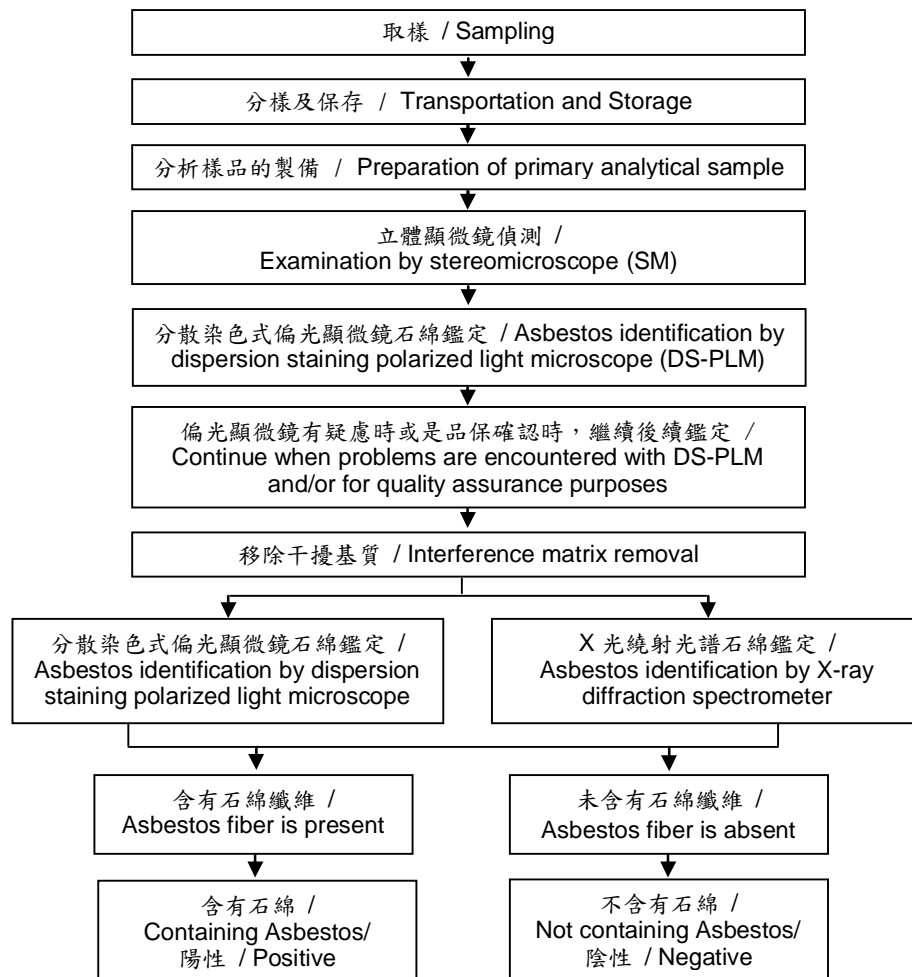 取樣 / Sampling
分樣及保存 / Transportation and Storage
分析樣品的製備 / Preparation of primary analytical sample
立體顯微鏡偵測 /
Examination by stereomicroscope (SM)
分散染色式偏光顯微鏡石綿鑑定 / Asbestos identification by
dispersion staining polarized light microscope (DS-PLM)
偏光顯微鏡有疑慮時或是品保確認時，繼續後續鑑定 /
Continue when problems are encountered with DS-PLM
and/or for quality assurance purposes
移除干擾基質 / Interference matrix removal
分散染色式偏光顯微鏡石綿鑑定 /
Asbestos identification by dispersion
staining polarized light microscope
X 光繞射光譜石綿鑑定 /
Asbestos identification by X-ray
diffraction spectrometer
含有石綿纖維 /
Asbestos fiber is present
未含有石綿纖維 /
Asbestos fiber is absent
含有石綿 /
Containing Asbestos/
陽性 / Positive
不含有石綿 /
Not containing Asbestos/
陰性 / Negative